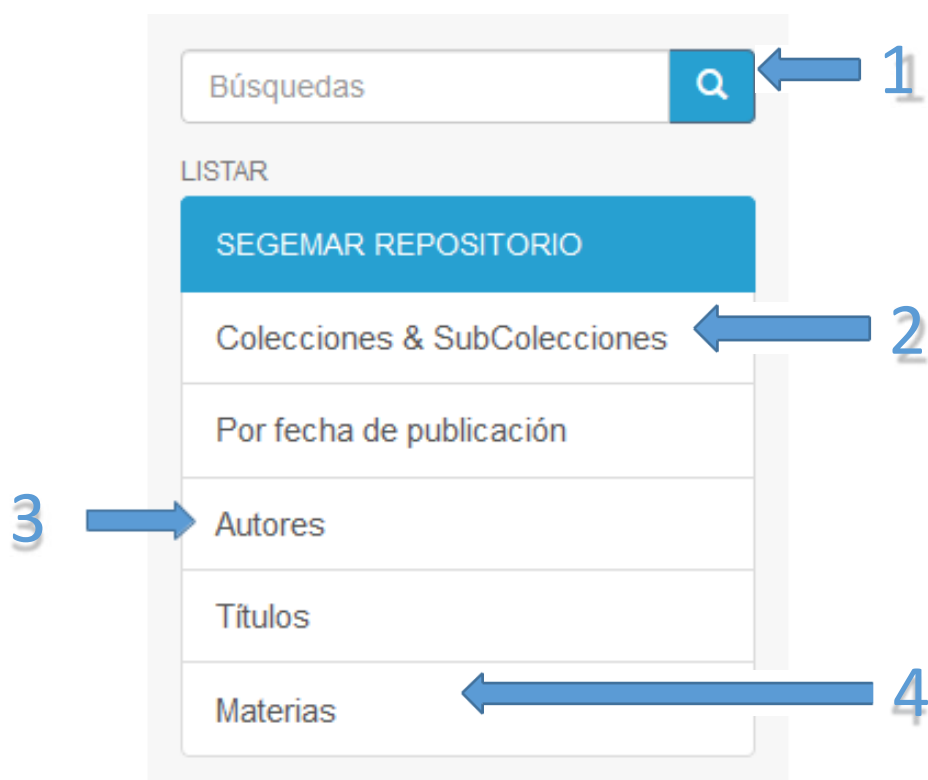 Búsquedas
1
LISTAR
SEGEMAR REPOSITORIO
Colecciones & SubColecciones
2
Por fecha de publicación
3
Autores
Títulos
Materias
4